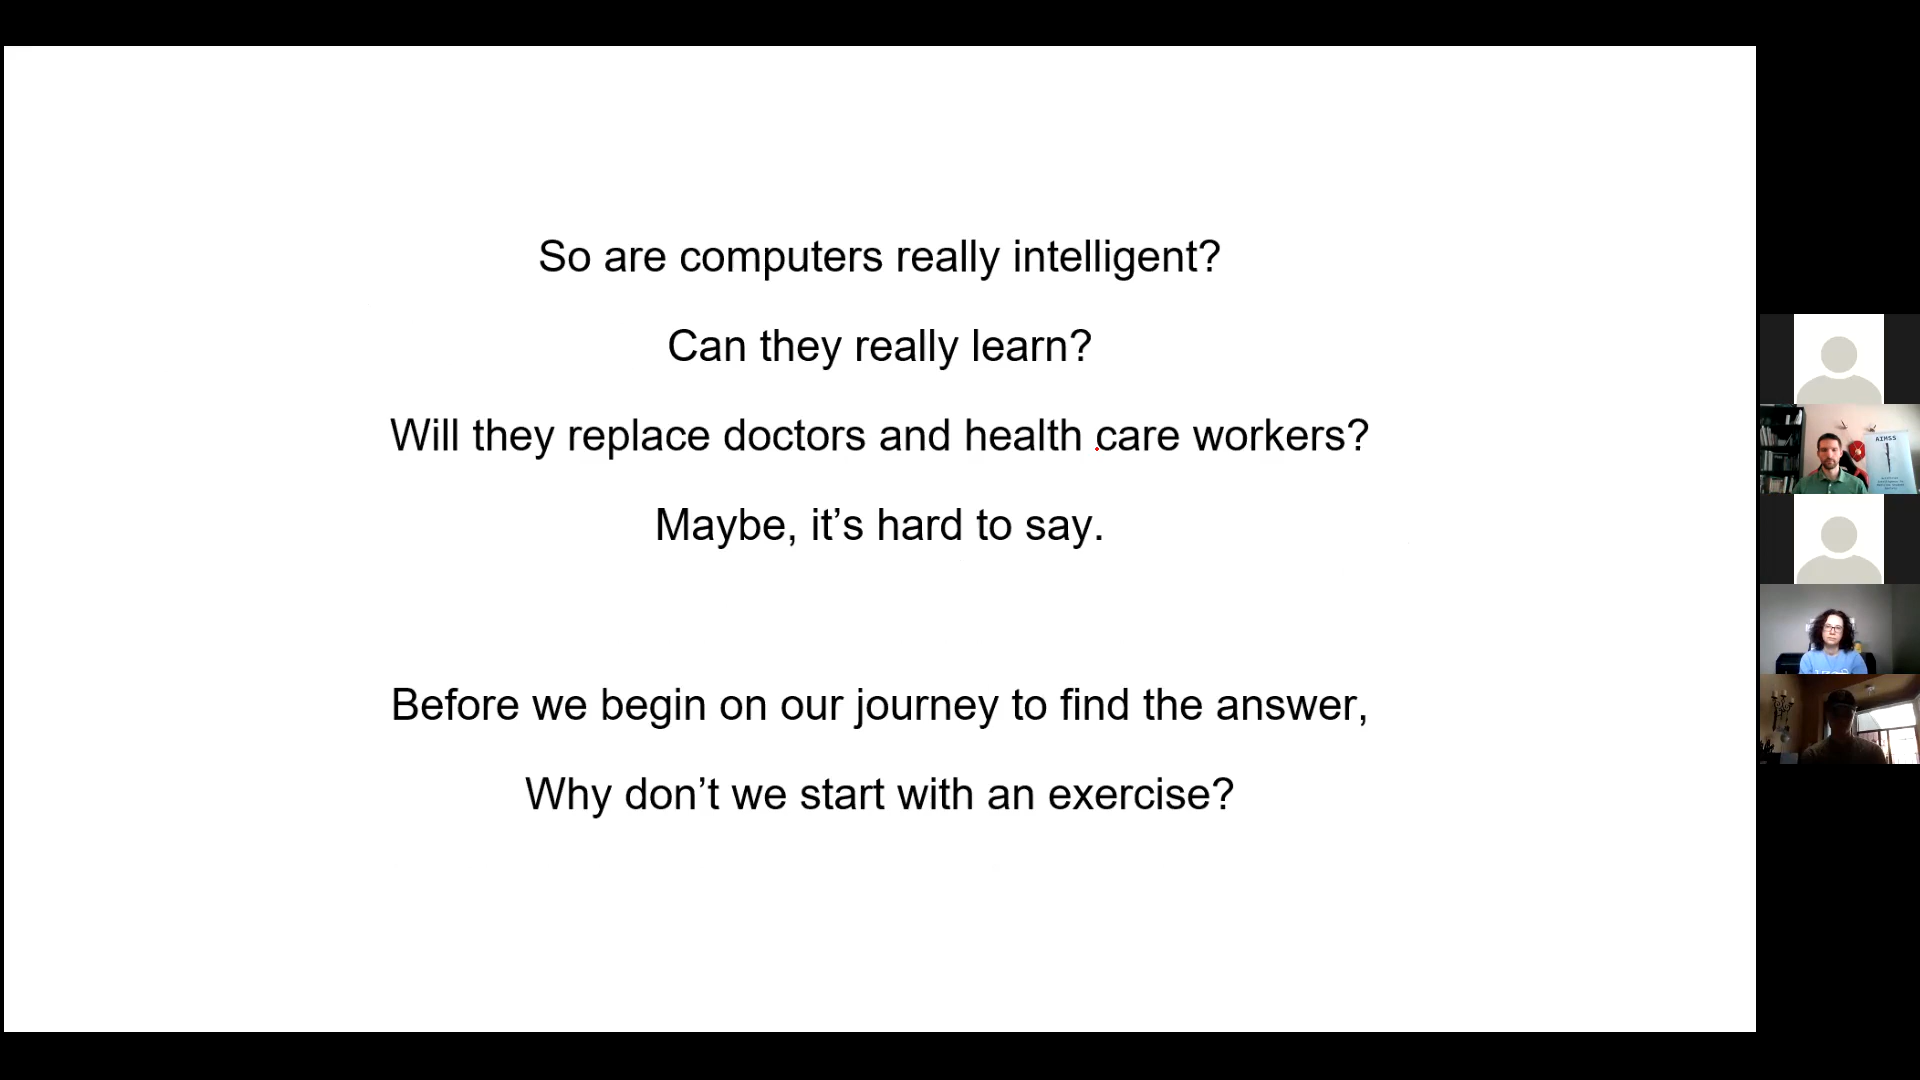 So are computers really intelligent?
Can they really learn?
Will they replace doctors and health care workers?
Maybe, it’s hard to say.
Before we begin on our journey to find the answer,
Why don’t we start with an exercise?
AIMSS